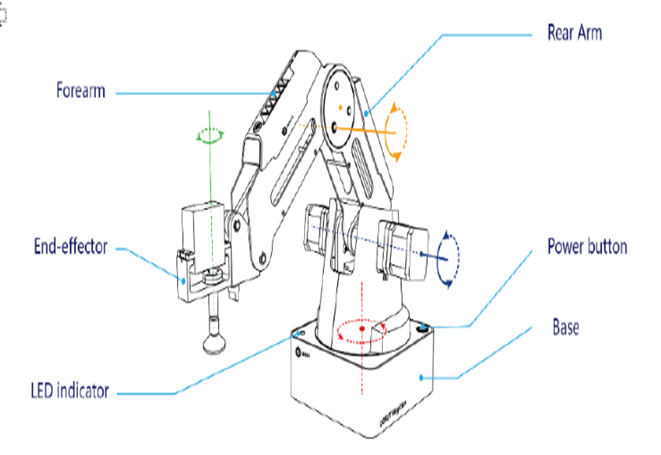 Rear Arm
Forearm
End-effector
Power button
Base
LED indicator